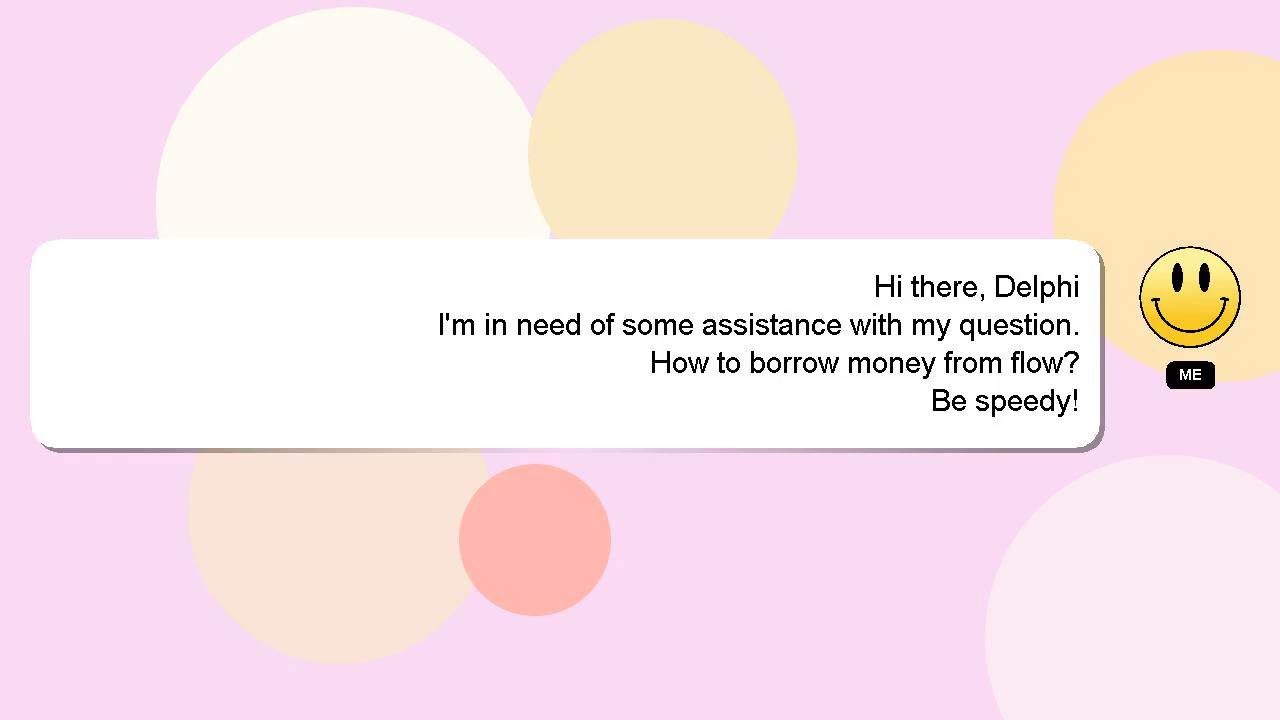 Hi there, Delphi
I'm in need of some assistance with my question.
How to borrow money from flow?
Be speedy!
ME